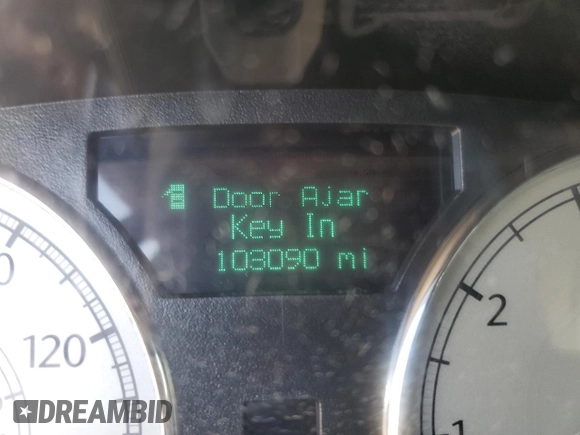 Door Ajar
Key In
103090 mi
120
2
1
DREAMBID